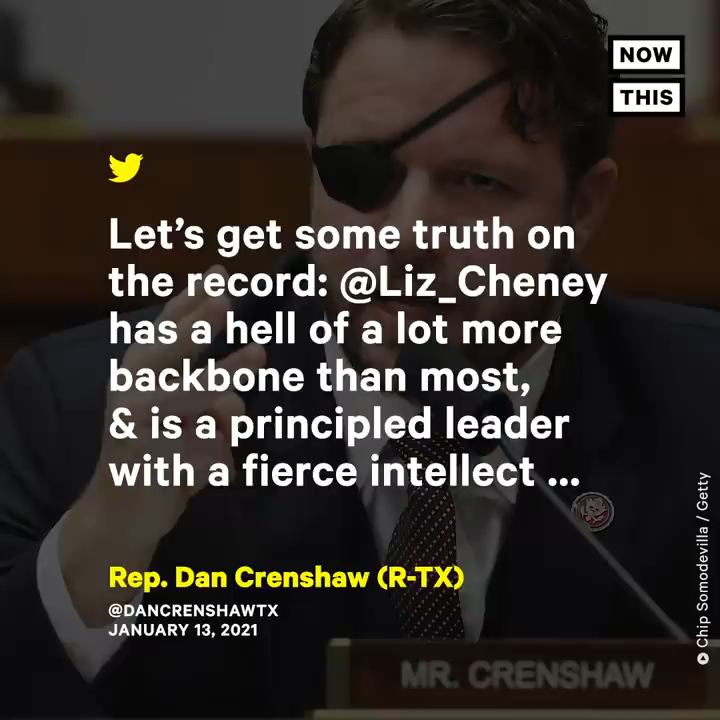 NOW
THIS
Let’s get some truth on
the record: @Liz_Cheney
has a hell of a lot more
backbone than most,
& is a principled leader
with a fierce intellect ...
Rep. Dan Crenshaw (R-TX)
@DANCRENSHAWTX
JANUARY 13, 2021
MR. CRENSHAW
Chip Somodevilla / Getty